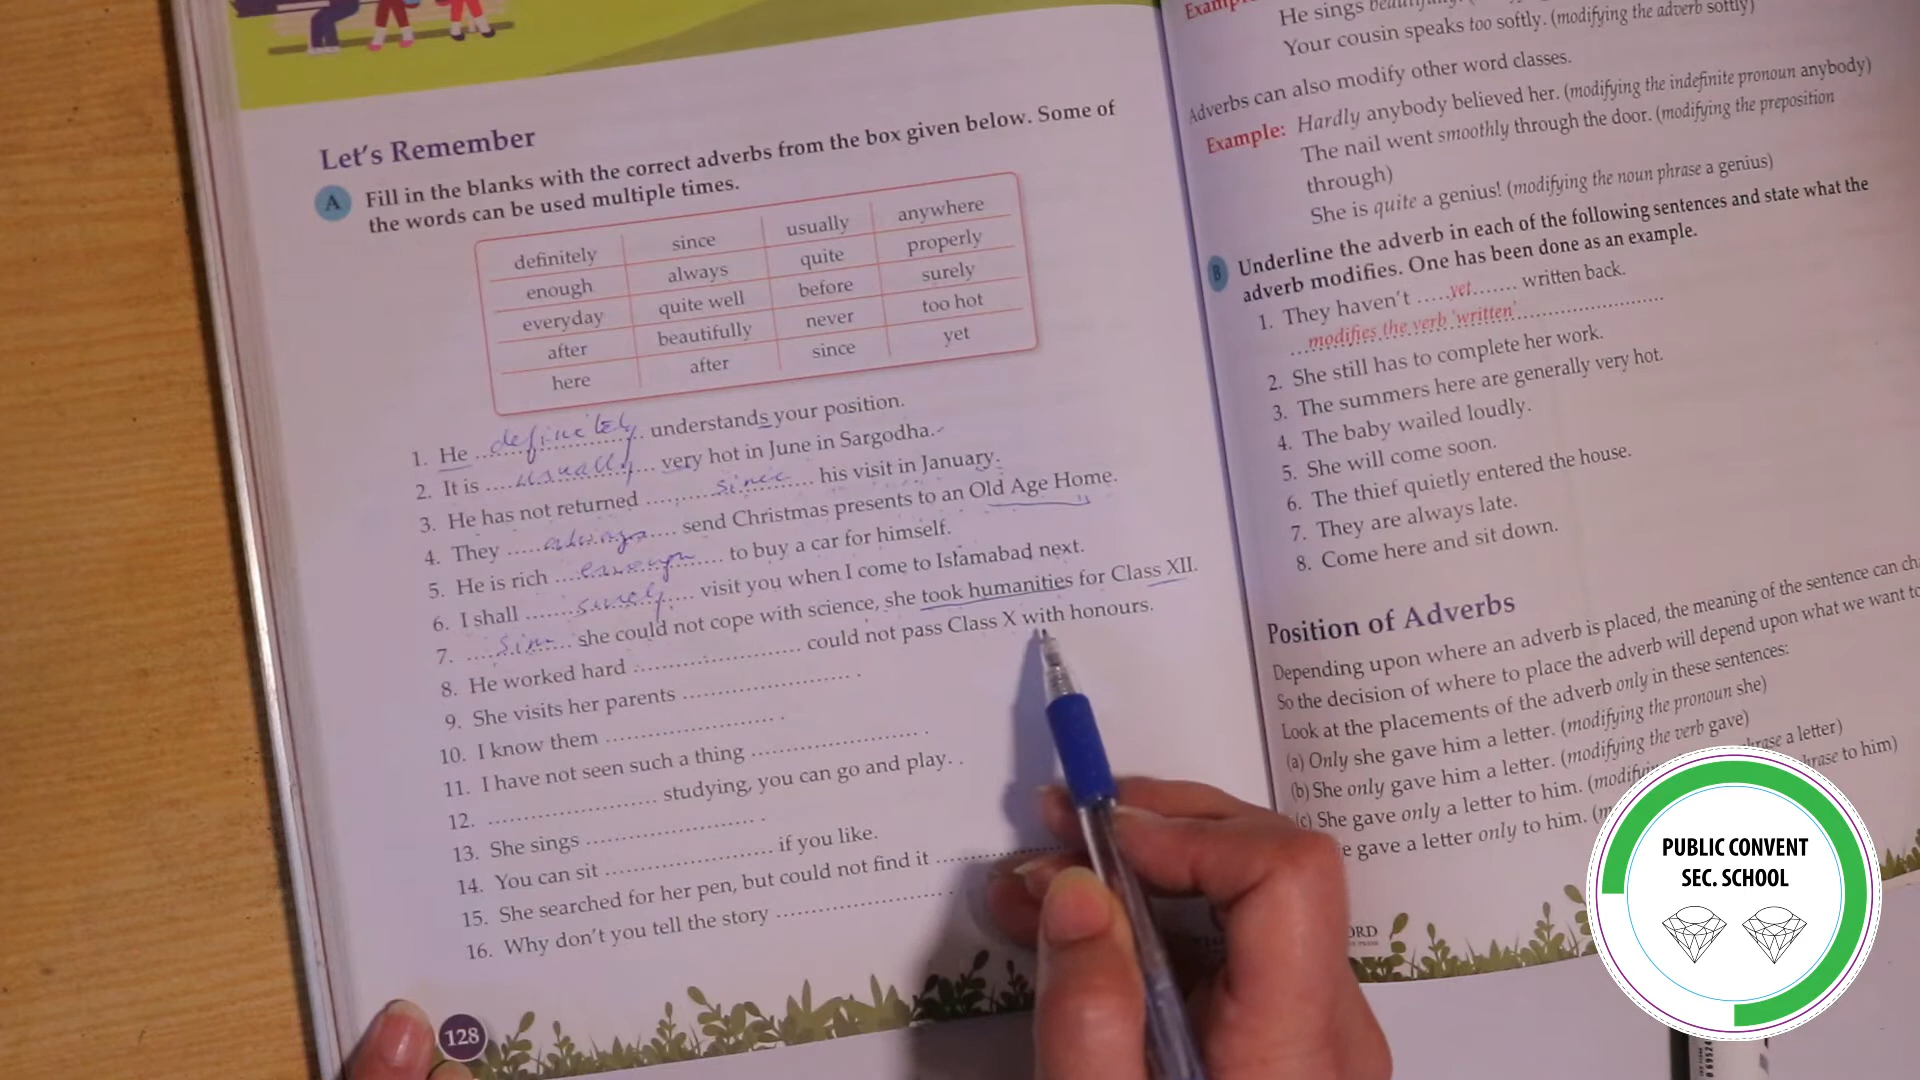 Let's Remember
A Fill in the blanks with the correct adverbs from the box given below. Some of
the words can be used multiple times.
definitely since usually anywhere
enough always quite properly
everyday quite well before surely
after beautifully never too hot
here after since yet
1. He definitely understands your position.
2. It is usually very hot in June in Sargodha.
3. He has not returned since his visit in January.
4. They always send Christmas presents to an Old Age Home.
5. He is rich enough to buy a car for himself.
6. I shall surely visit you when I come to Islamabad next.
7. Since she could not cope with science, she took humanities for Class XII.
8. He worked hard .......... could not pass Class X with honours.
9. She visits her parents .......... .
10. I know them .......... .
11. I have not seen such a thing .......... .
12. .......... studying, you can go and play.
13. She sings .......... .
14. You can sit .......... if you like.
15. She searched for her pen, but could not find it ..........
16. Why don't you tell the story .......... .
128
Example:
He sings beautifully.
Your cousin speaks too softly. (modifying the adverb softly)
Adverbs can also modify other word classes.
Example: Hardly anybody believed her. (modifying the indefinite pronoun anybody)
The nail went smoothly through the door. (modifying the preposition
through)
She is quite a genius! (modifying the noun phrase a genius)
B Underline the adverb in each of the following sentences and state what the
adverb modifies. One has been done as an example.
1. They haven't .....yet....... written back.
...modifies the verb 'written'..........
2. She still has to complete her work.
3. The summers here are generally very hot.
4. The baby wailed loudly.
5. She will come soon.
6. The thief quietly entered the house.
7. They are always late.
8. Come here and sit down.
Position of Adverbs
Depending upon where an adverb is placed, the meaning of the sentence can
So the decision of where to place the adverb will depend upon what we want to
Look at the placements of the adverb only in these sentences:
(a) Only she gave him a letter. (modifying the pronoun she)
(b) She only gave him a letter. (modifying the verb gave)
(c) She gave only a letter to him. a letter)
gave a letter only to him. to him)
PUBLIC CONVENT
SEC. SCHOOL